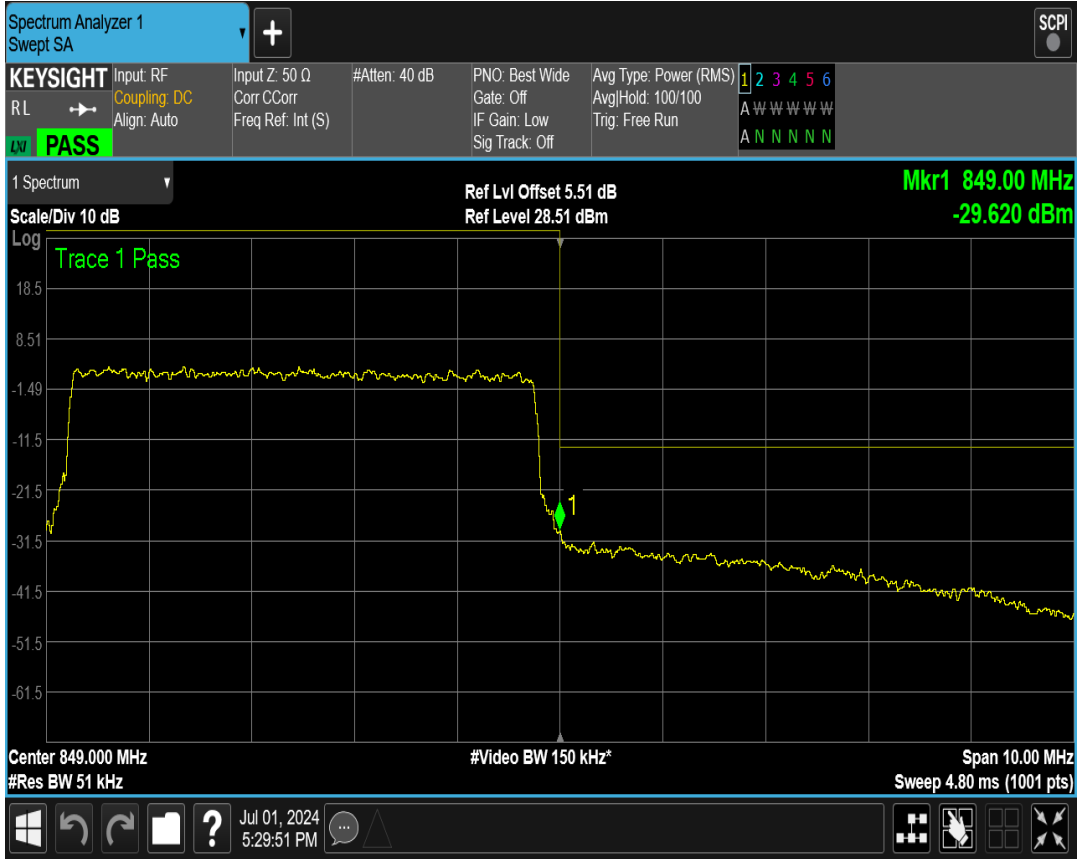 Spectrum Analyzer 1
Swept SA
+
SCPI
KEYSIGHT
RL
LXI PASS
Input: RF
Coupling: DC
Align: Auto
Input Z: 50 Ω
Corr CCorr
Freq Ref: Int (S)
#Atten: 40 dB
PNO: Best Wide
Gate: Off
IF Gain: Low
Sig Track: Off
Avg Type: Power (RMS)
Avg|Hold: 100/100
Trig: Free Run
1 2 3 4 5 6
A W W W W W
A N N N N N
1 Spectrum
Scale/Div 10 dB
Ref Lvl Offset 5.51 dB
Ref Level 28.51 dBm
Mkr1 849.00 MHz
-29.620 dBm
Log
Trace 1 Pass
18.5
8.51
-1.49
-11.5
-21.5
1
-31.5
-41.5
-51.5
-61.5
Center 849.000 MHz
#Video BW 150 kHz*
Span 10.00 MHz
#Res BW 51 kHz
Sweep 4.80 ms (1001 pts)
?
Jul 01, 2024
5:29:51 PM